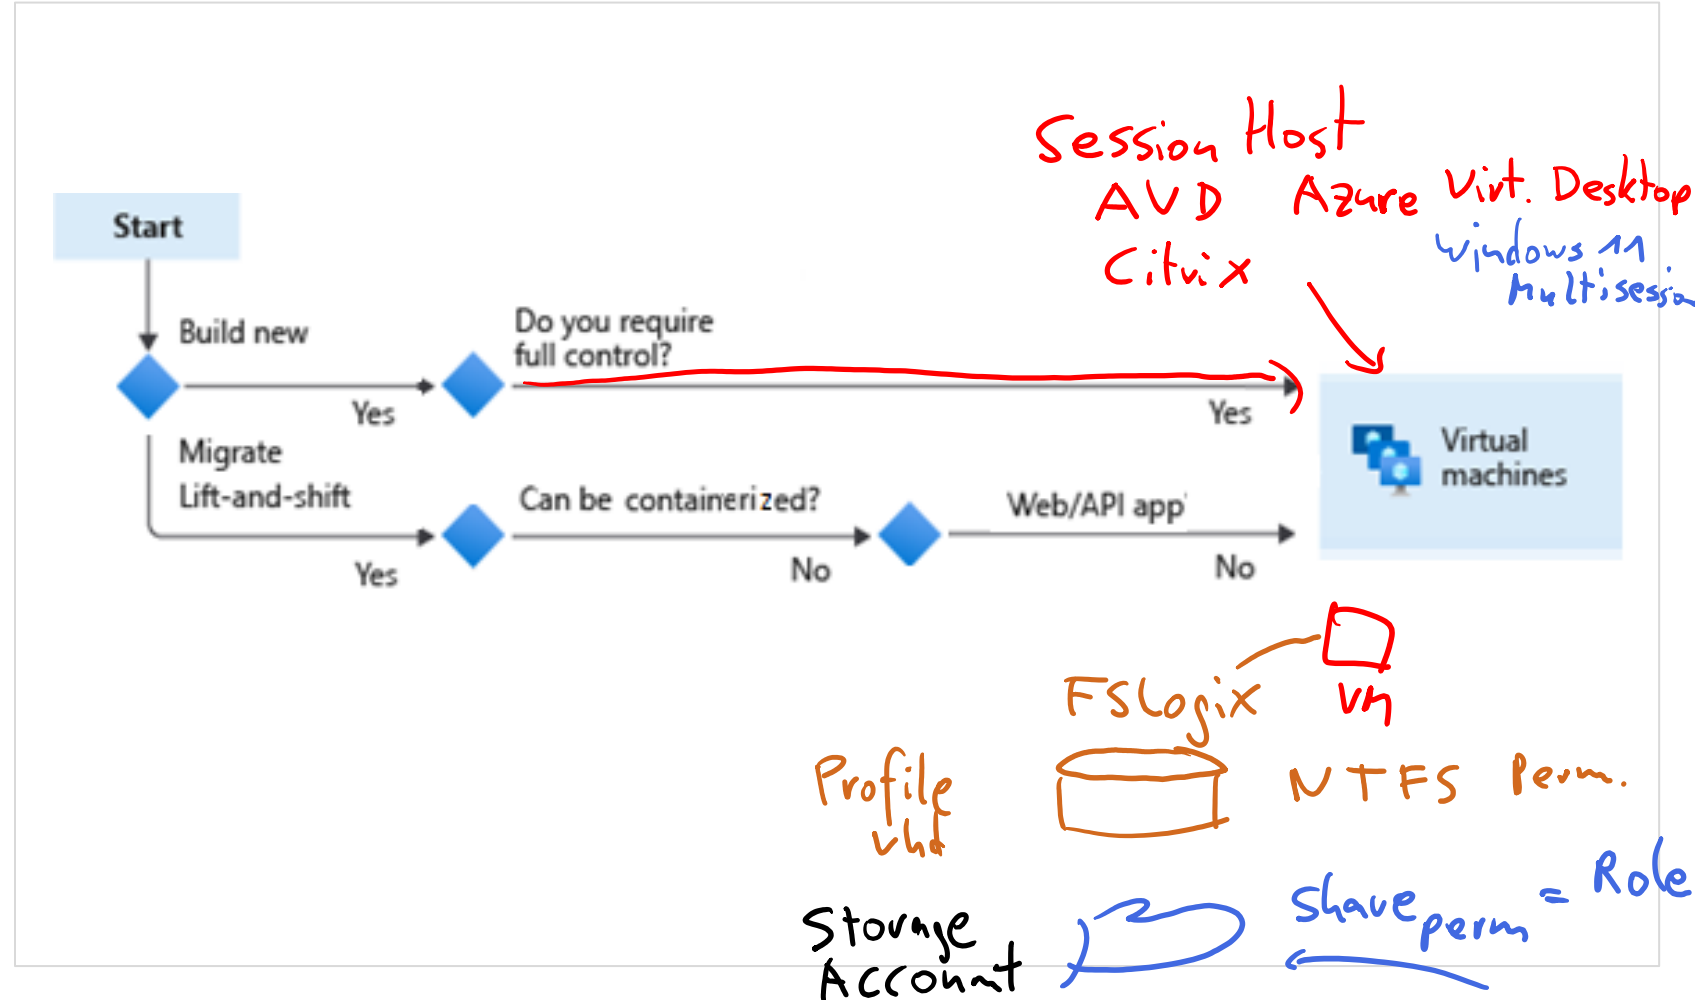 Session Host
AVD Azure Virt. Desktop
Citrix
Windows 11
Multisession
Start
Build new
Do you require
full control?
Yes
Yes
Virtual
machines
Migrate
Lift-and-shift
Can be containerized?
Web/API app
Yes
No
No
VM
FSLogix
Profile
vhd
NTFS Perm.
Share perm = Role
Storage
Account